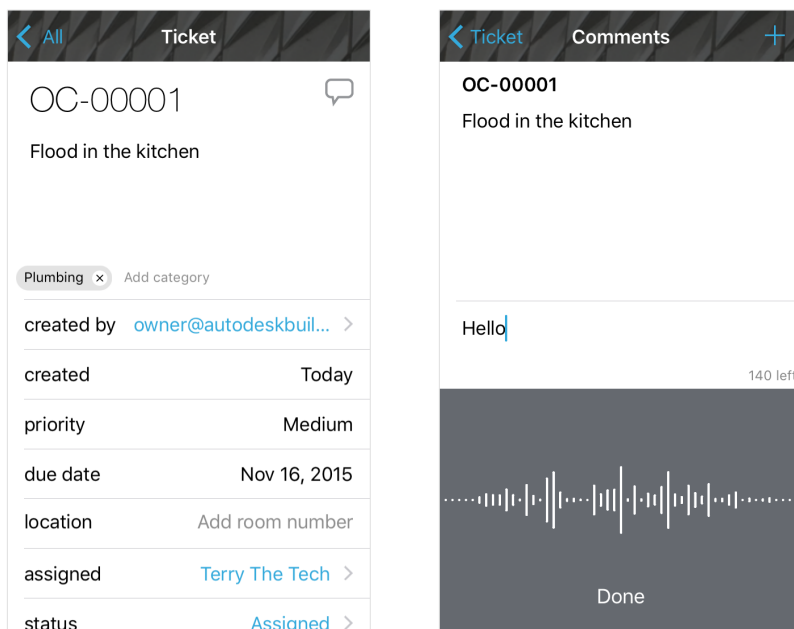 All
Ticket
OC-00001
Flood in the kitchen
Plumbing × Add category
created by owner@autodeskbuil...
created Today
priority Medium
due date Nov 16, 2015
location Add room number
assigned Terry The Tech
status Assigned
Ticket Comments +
OC-00001
Flood in the kitchen
Hello
140 left
Done